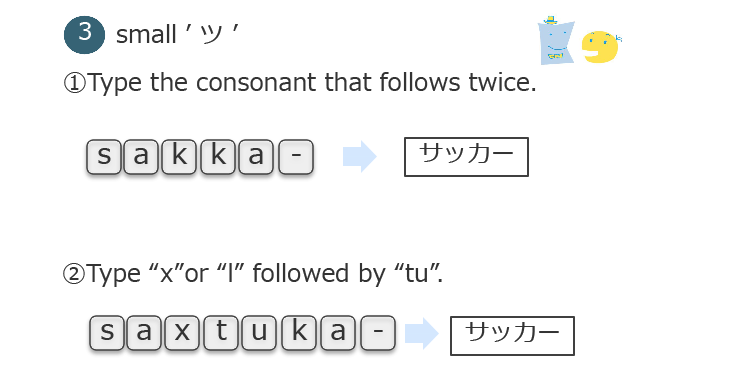 3 small ’ ツ ’
①Type the consonant that follows twice.
s a k k a - サッカー
②Type “x”or “l” followed by “tu”.
s a x t u k a - サッカー